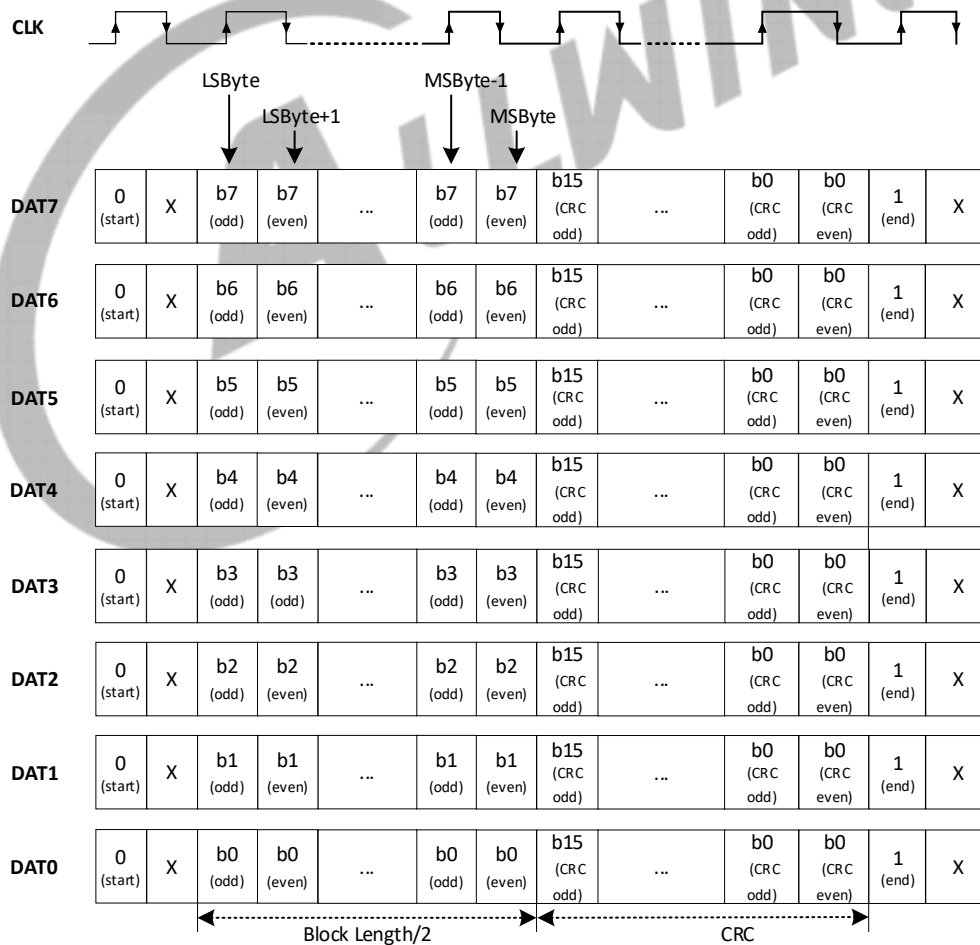 CLK
LSByte MSByte-1
LSByte+1 MSByte
DAT7 0 (start) X b7 (odd) b7 (even) ... b7 (odd) b7 (even) b15 (CRC odd) ... b0 (CRC odd) b0 (CRC even) 1 (end) X
DAT6 0 (start) X b6 (odd) b6 (even) ... b6 (odd) b6 (even) b15 (CRC odd) ... b0 (CRC odd) b0 (CRC even) 1 (end) X
DAT5 0 (start) X b5 (odd) b5 (even) ... b5 (odd) b5 (even) b15 (CRC odd) ... b0 (CRC odd) b0 (CRC even) 1 (end) X
DAT4 0 (start) X b4 (odd) b4 (even) ... b4 (odd) b4 (even) b15 (CRC odd) ... b0 (CRC odd) b0 (CRC even) 1 (end) X
DAT3 0 (start) X b3 (odd) b3 (odd) ... b3 (odd) b3 (even) b15 (CRC odd) ... b0 (CRC odd) b0 (CRC even) 1 (end) X
DAT2 0 (start) X b2 (odd) b2 (even) ... b2 (odd) b2 (even) b15 (CRC odd) ... b0 (CRC odd) b0 (CRC even) 1 (end) X
DAT1 0 (start) X b1 (odd) b1 (even) ... b1 (odd) b1 (even) b15 (CRC odd) ... b0 (CRC odd) b0 (CRC even) 1 (end) X
DAT0 0 (start) X b0 (odd) b0 (even) ... b0 (odd) b0 (even) b15 (CRC odd) ... b0 (CRC odd) b0 (CRC even) 1 (end) X
Block Length/2 CRC